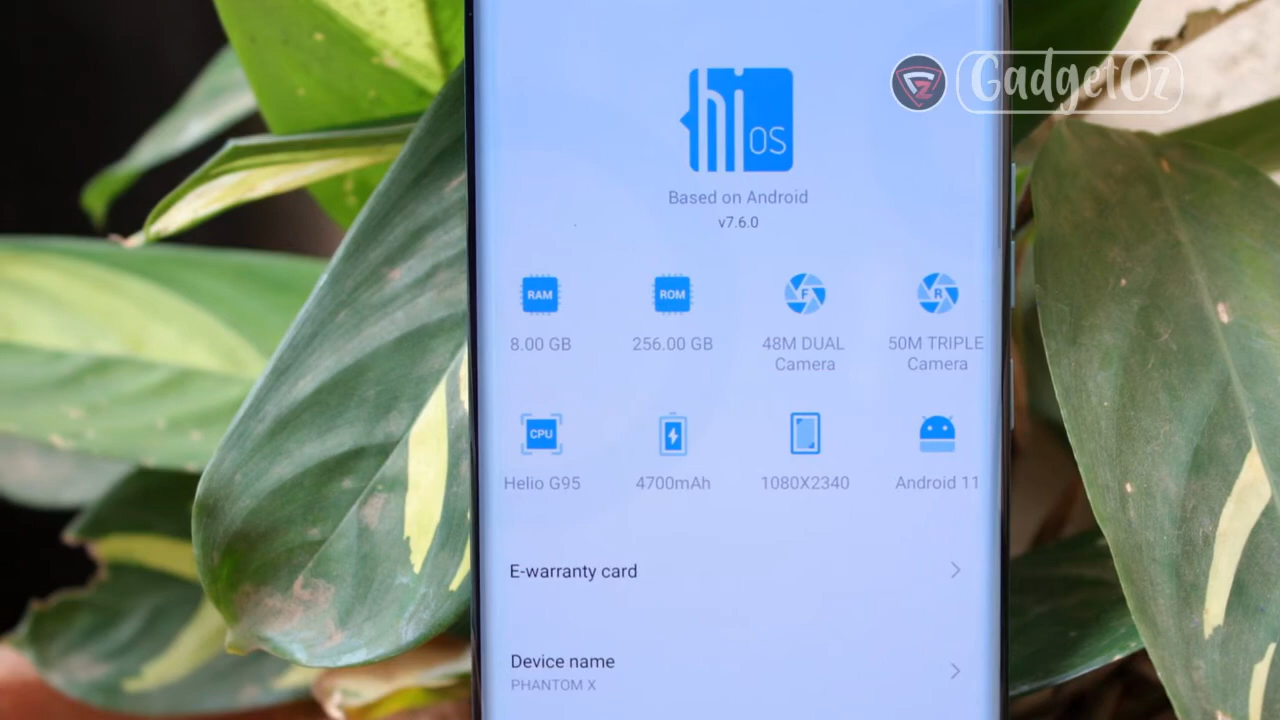 GadgetOz
hi
OS
Based on Android
v7.6.0
RAM
ROM
F
R
8.00 GB
256.00 GB
48M DUAL
Camera
50M TRIPLE
Camera
CPU
Helio G95
4700mAh
1080X2340
Android 11
E-warranty card
Device name
PHANTOM X